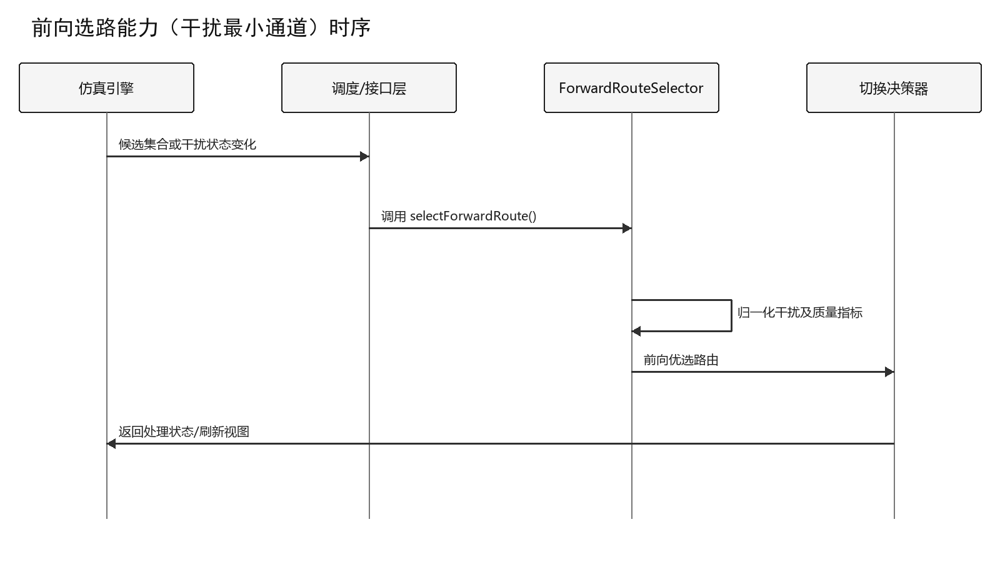 前向选路能力（干扰最小通道）时序
仿真引擎
调度/接口层
ForwardRouteSelector
切换决策器
候选集合或干扰状态变化
调用 selectForwardRoute()
归一化干扰及质量指标
前向优选路由
返回处理状态/刷新视图